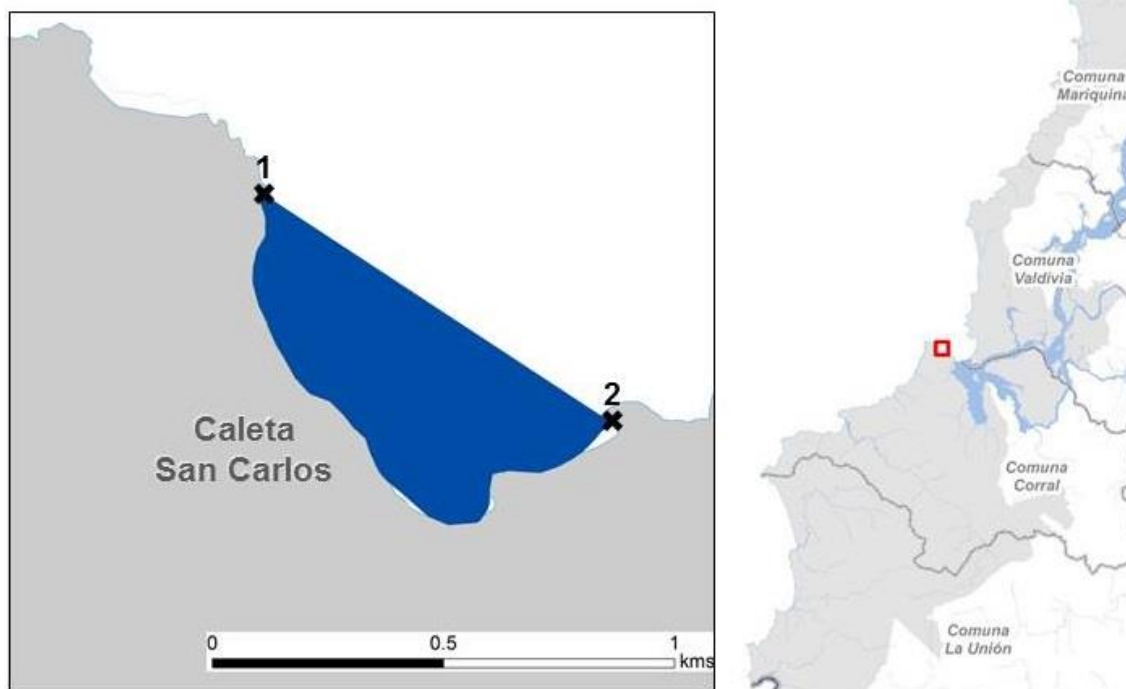 1
2
Caleta
San Carlos
0 0.5 1
kms
Comuna
Mariquina
Comuna
Valdivia
Comuna
Corral
Comuna
La Unión